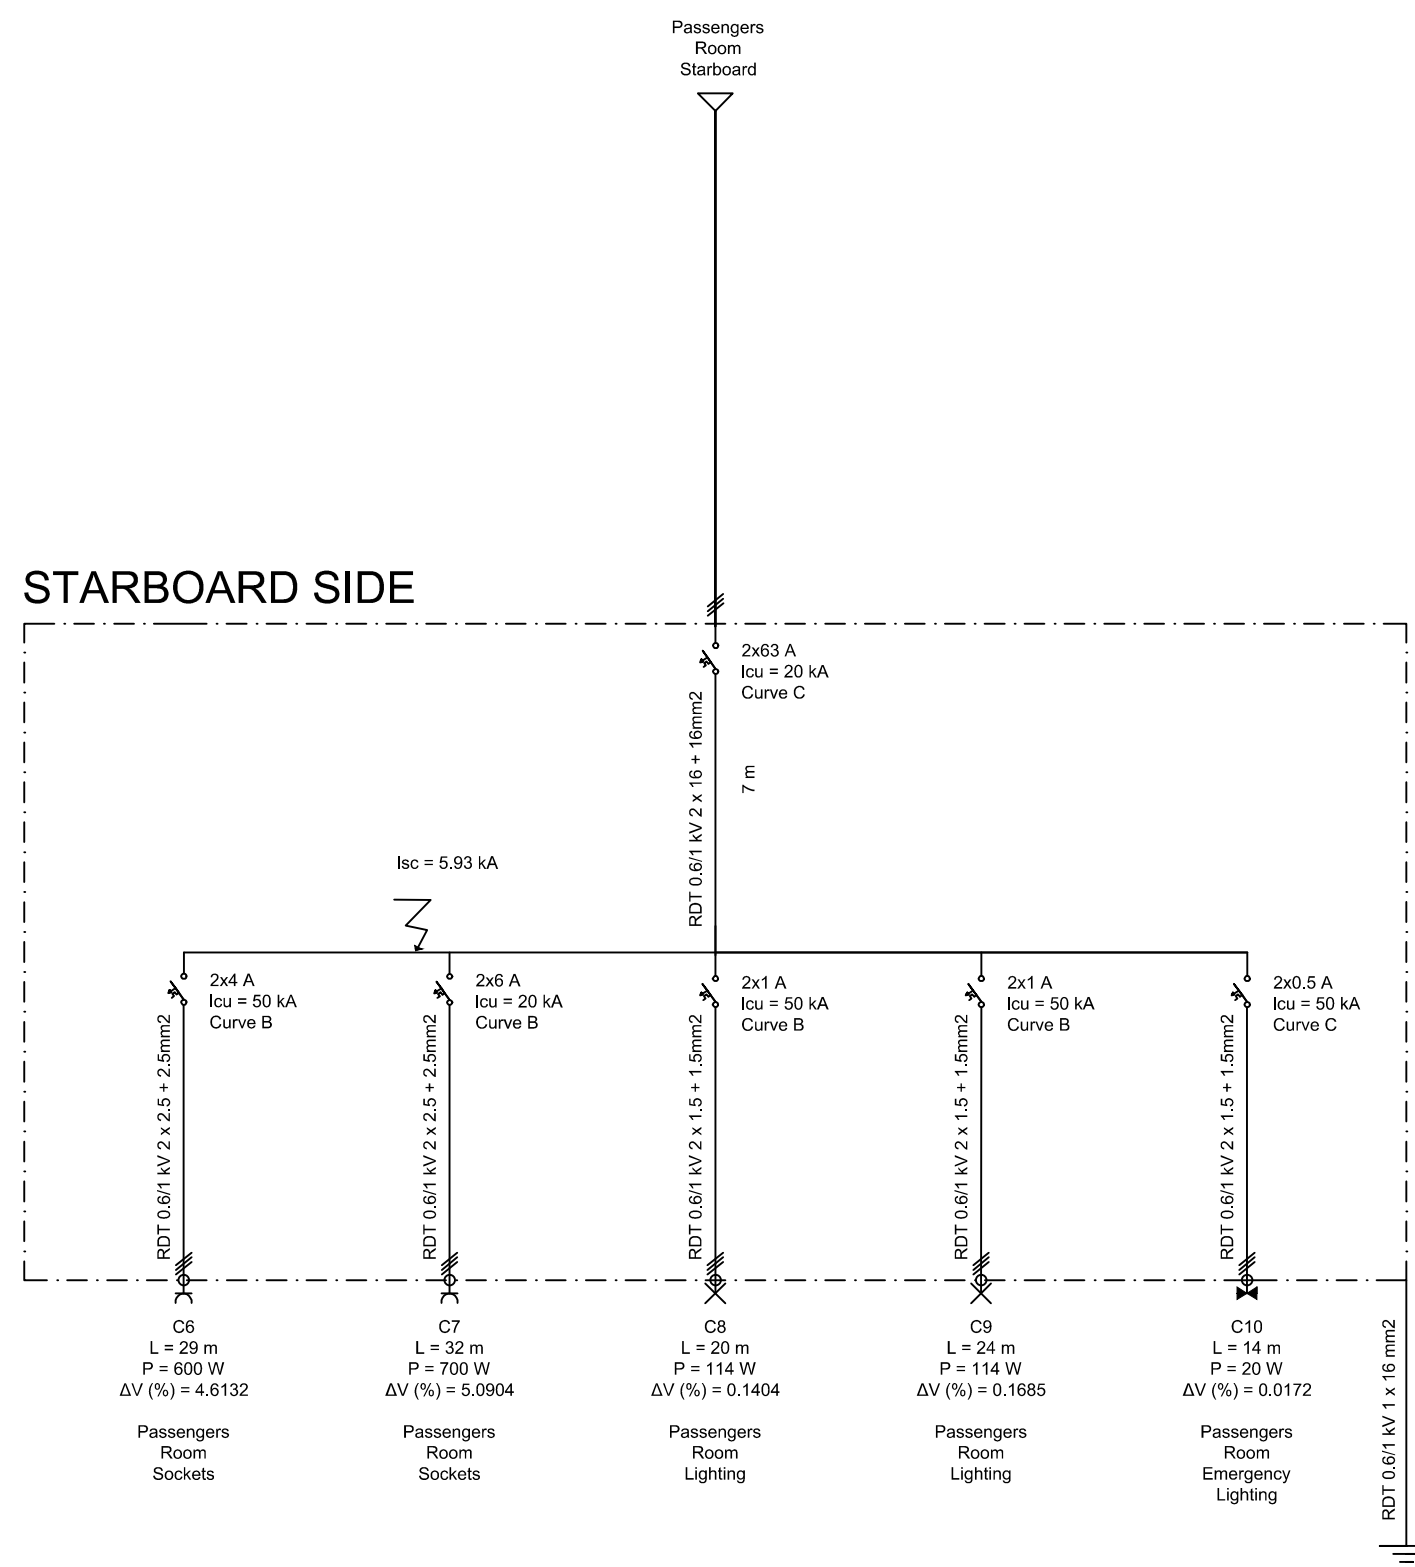 Passengers
Room
Starboard
STARBOARD SIDE
2x63 A
Icu = 20 kA
Curve C
RDT 0.6/1 kV 2 x 16 + 16mm2
7 m
Isc = 5.93 kA
2x4 A
Icu = 50 kA
Curve B
RDT 0.6/1 kV 2 x 2.5 + 2.5mm2
2x6 A
Icu = 20 kA
Curve B
RDT 0.6/1 kV 2 x 2.5 + 2.5mm2
2x1 A
Icu = 50 kA
Curve B
RDT 0.6/1 kV 2 x 1.5 + 1.5mm2
2x1 A
Icu = 50 kA
Curve B
RDT 0.6/1 kV 2 x 1.5 + 1.5mm2
2x0.5 A
Icu = 50 kA
Curve C
RDT 0.6/1 kV 2 x 1.5 + 1.5mm2
C6
L = 29 m
P = 600 W
ΔV (%) = 4.6132
Passengers
Room
Sockets
C7
L = 32 m
P = 700 W
ΔV (%) = 5.0904
Passengers
Room
Sockets
C8
L = 20 m
P = 114 W
ΔV (%) = 0.1404
Passengers
Room
Lighting
C9
L = 24 m
P = 114 W
ΔV (%) = 0.1685
Passengers
Room
Lighting
C10
L = 14 m
P = 20 W
ΔV (%) = 0.0172
Passengers
Room
Emergency
Lighting
RDT 0.6/1 kV 1 x 16 mm2